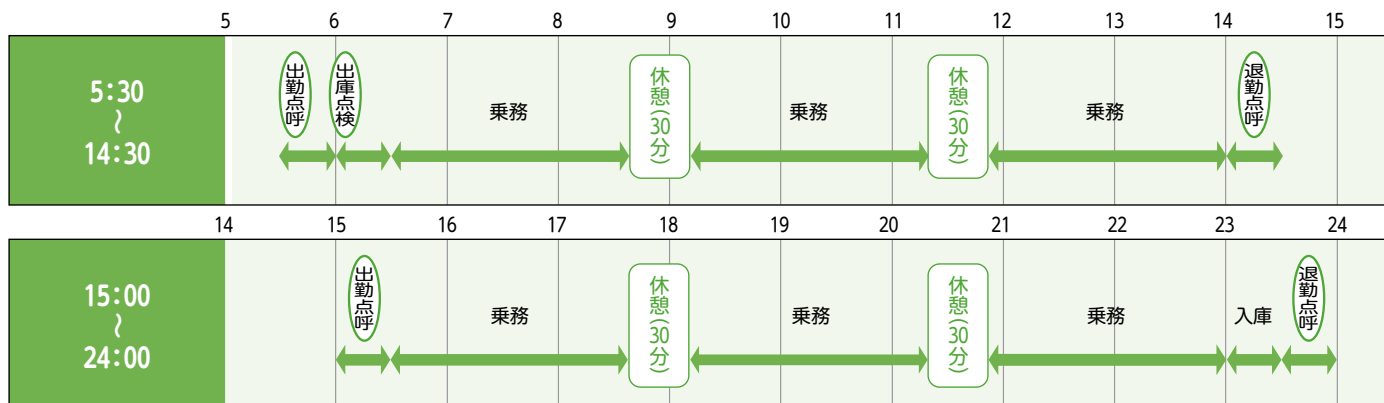 5 6 7 8 9 10 11 12 13 14 15
5:30
~
14:30
出勤点呼
出庫点検
乗務
休憩(30分)
乗務
休憩(30分)
乗務
退勤点呼
14 15 16 17 18 19 20 21 22 23 24
15:00
~
24:00
出勤点呼
乗務
休憩(30分)
乗務
休憩(30分)
乗務
入庫
退勤点呼